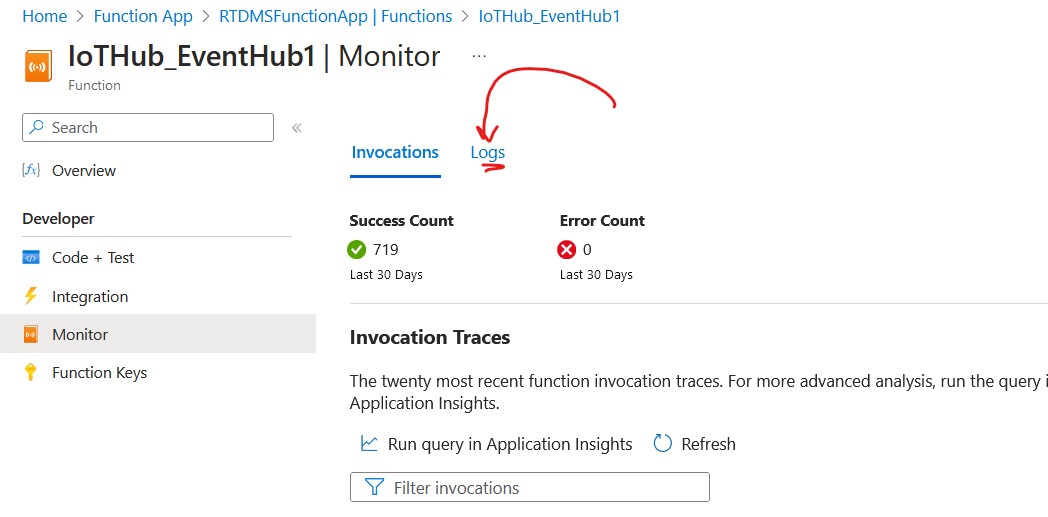 Home > Function App > RTDMSFunctionApp | Functions > IoTHub_EventHub1
IoTHub_EventHub1 | Monitor ...
Function
Search
Overview
Developer
Code + Test
Integration
Monitor
Function Keys
Invocations Logs
Success Count Error Count
719 0
Last 30 Days Last 30 Days
Invocation Traces
The twenty most recent function invocation traces. For more advanced analysis, run the query i
Application Insights.
Run query in Application Insights Refresh
Filter invocations